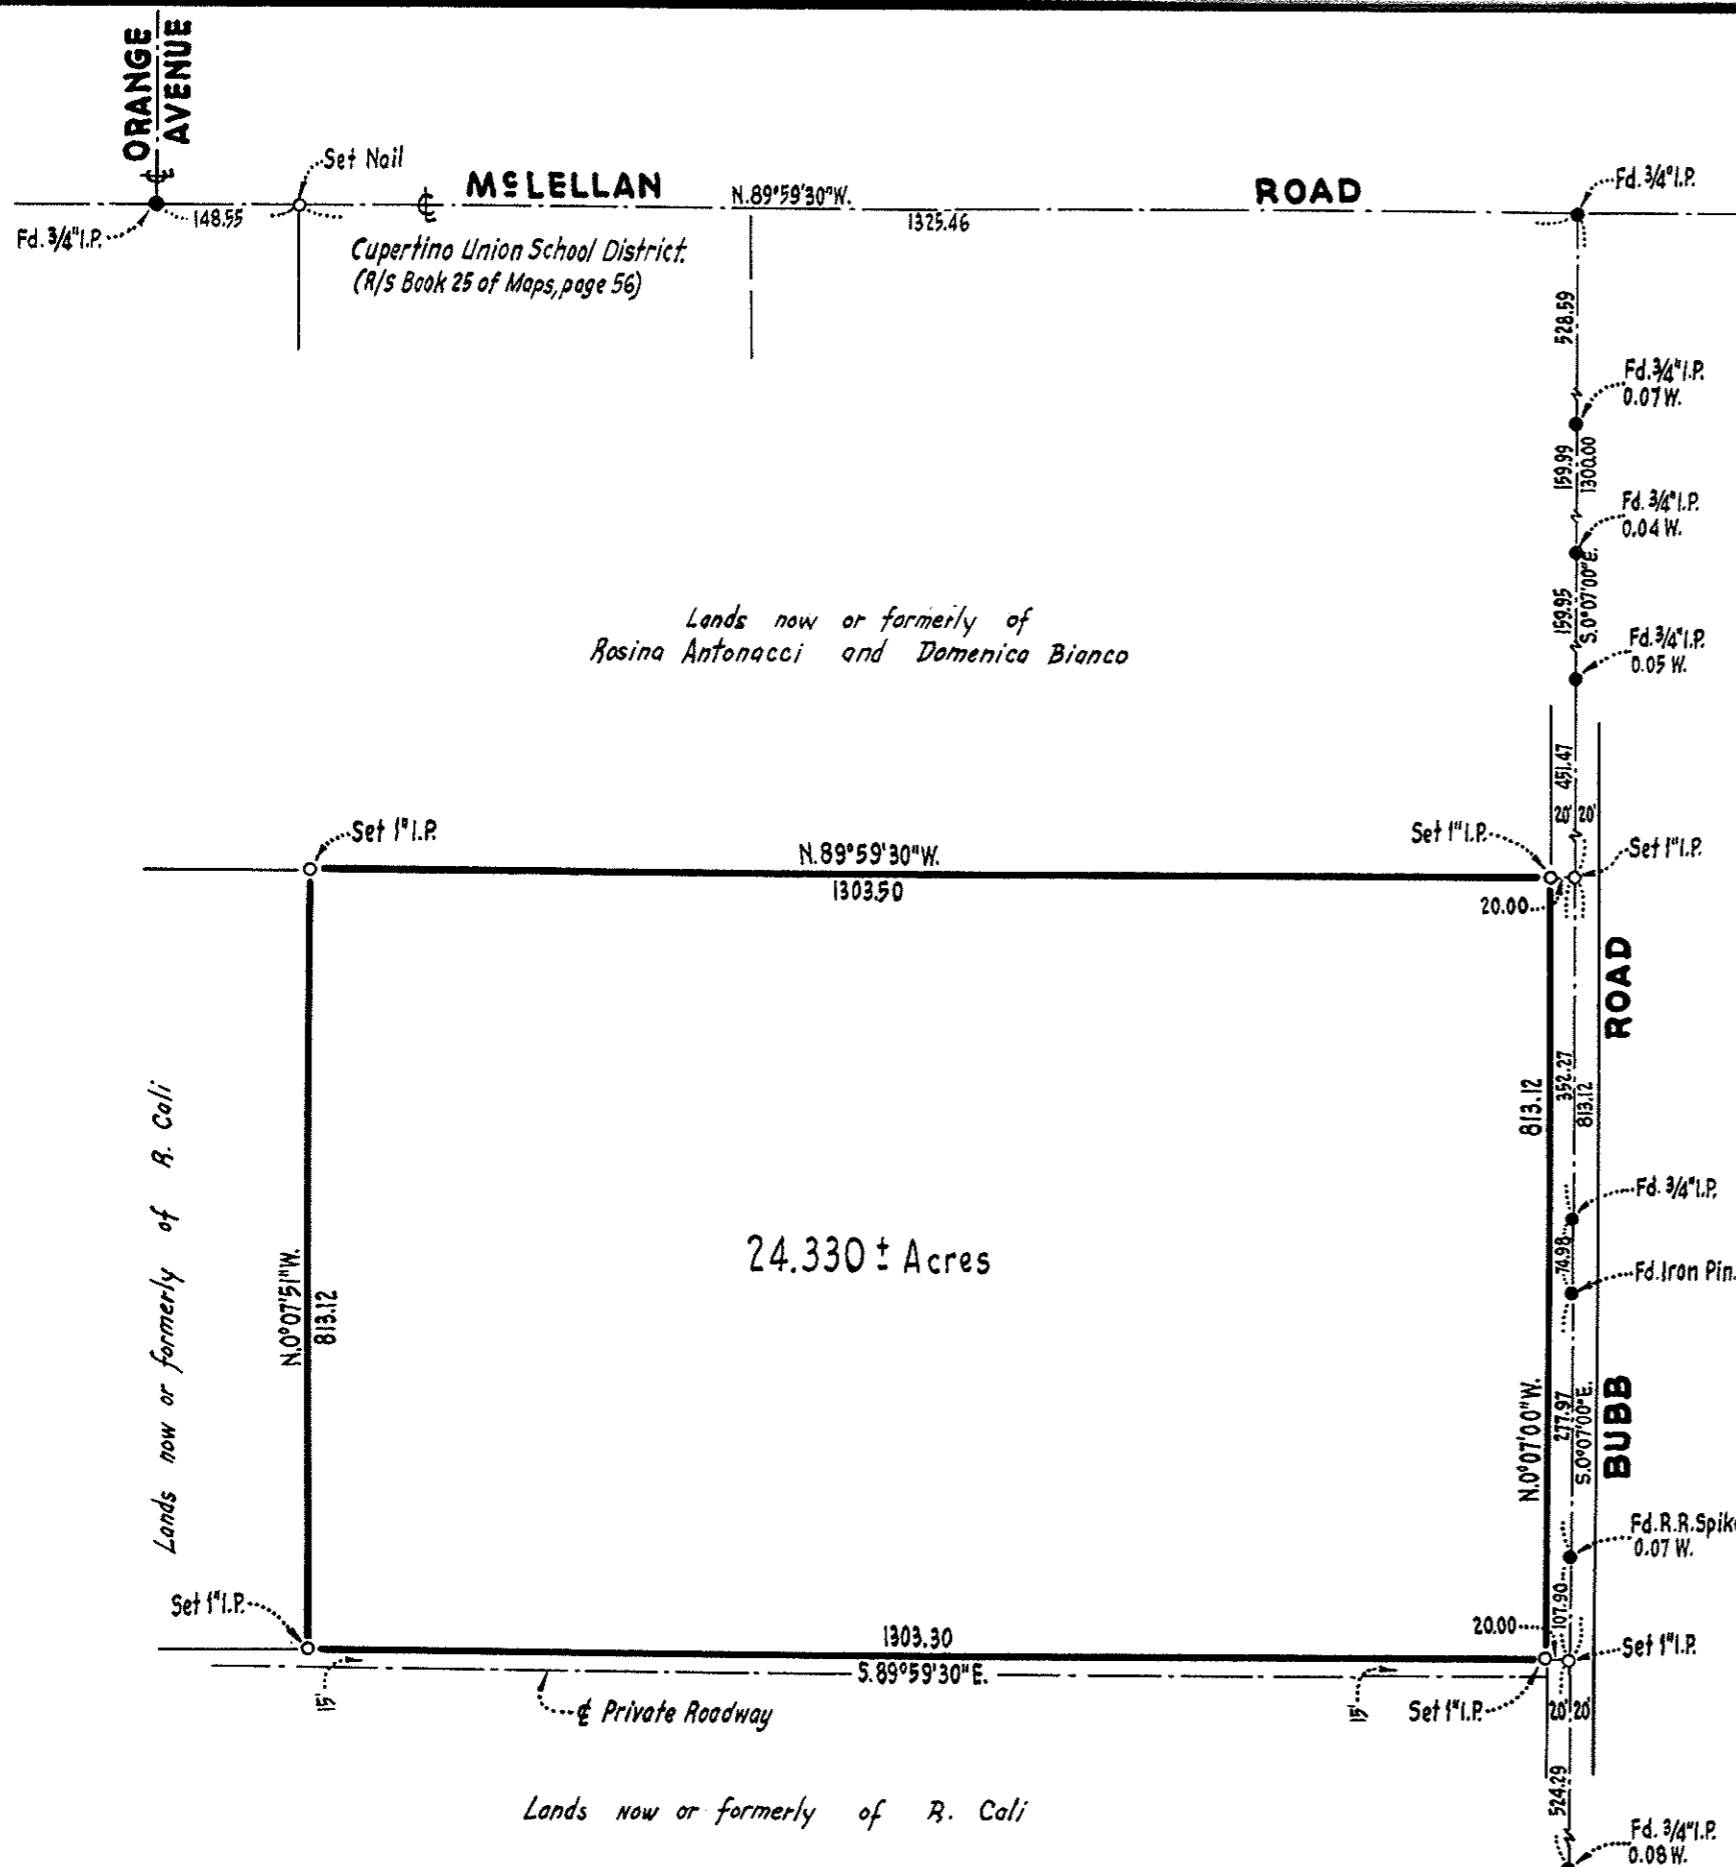 ORANGE
AVENUE
Set Nail
McLELLAN
N.89°59'30"W.
ROAD
Fd. 3/4" I.P.
Fd. 3/4" I.P.
148.55
℄
1325.46
Cupertino Union School District.
(R/S Book 25 of Maps, page 56)
528.59
Fd. 3/4" I.P.
0.07 W.
159.99
1300.00
Fd. 3/4" I.P.
0.04 W.
159.95
S.0°07'00"E.
Lands now or formerly of
Rosina Antonacci and Domenica Bianco
Fd. 3/4" I.P.
0.05 W.
451.47
20' 20'
Set 1" I.P.
N.89°59'30"W.
1303.50
Set 1" I.P.
Set 1" I.P.
20.00
ROAD
813.12
352.27
813.12
Lands now or formerly of R. Cali
24.330 ± Acres
N.0°07'51"W.
813.12
Fd. 3/4" I.P.
74.98
Fd. Iron Pin.
N.0°07'00"W.
277.97
S.0°07'00"E.
BUBB
Fd. R.R. Spike
0.07 W.
107.90
Set 1" I.P.
1303.30
S.89°59'30"E.
20.00
Set 1" I.P.
15'
℄ Private Roadway
15'
Set 1" I.P.
20' 20'
524.29
Lands now or formerly of R. Cali
Fd. 3/4" I.P.
0.08 W.